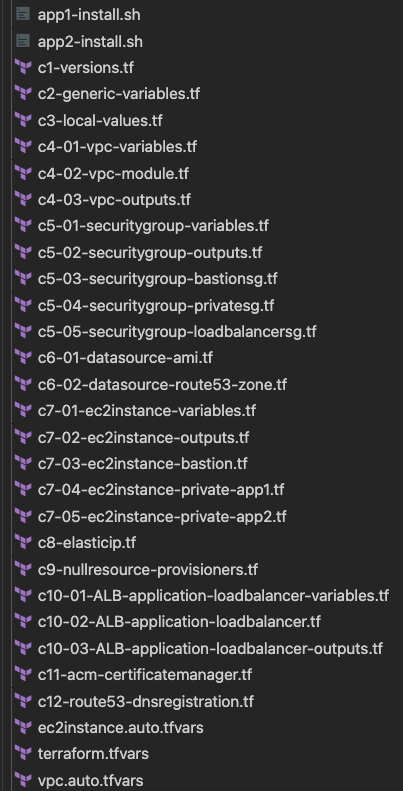 app1-install.sh
app2-install.sh
c1-versions.tf
c2-generic-variables.tf
c3-local-values.tf
c4-01-vpc-variables.tf
c4-02-vpc-module.tf
c4-03-vpc-outputs.tf
c5-01-securitygroup-variables.tf
c5-02-securitygroup-outputs.tf
c5-03-securitygroup-bastionsg.tf
c5-04-securitygroup-privatesg.tf
c5-05-securitygroup-loadbalancersg.tf
c6-01-datasource-ami.tf
c6-02-datasource-route53-zone.tf
c7-01-ec2instance-variables.tf
c7-02-ec2instance-outputs.tf
c7-03-ec2instance-bastion.tf
c7-04-ec2instance-private-app1.tf
c7-05-ec2instance-private-app2.tf
c8-elasticip.tf
c9-nullresource-provisioners.tf
c10-01-ALB-application-loadbalancer-variables.tf
c10-02-ALB-application-loadbalancer.tf
c10-03-ALB-application-loadbalancer-outputs.tf
c11-acm-certificatemanager.tf
c12-route53-dnsregistration.tf
ec2instance.auto.tfvars
terraform.tfvars
vpc.auto.tfvars